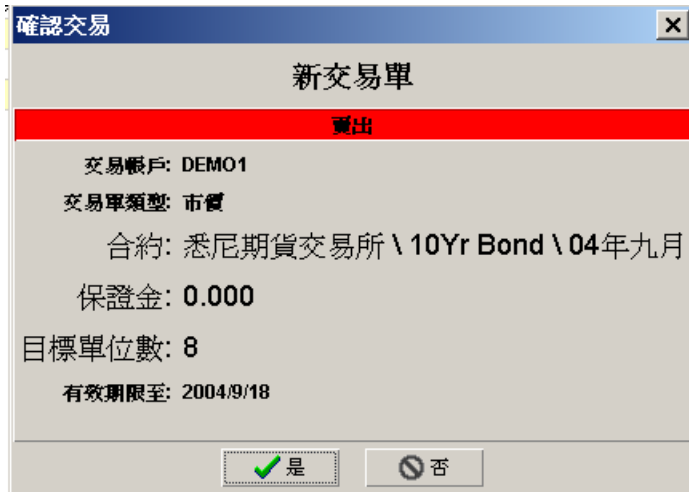 確認交易
新交易單
賣出
交易帳戶: DEMO1
交易單類型: 市價
合約: 悉尼期貨交易所 \ 10Yr Bond \ 04年九月
保證金: 0.000
目標單位數: 8
有效期限至: 2004/9/18
是
否